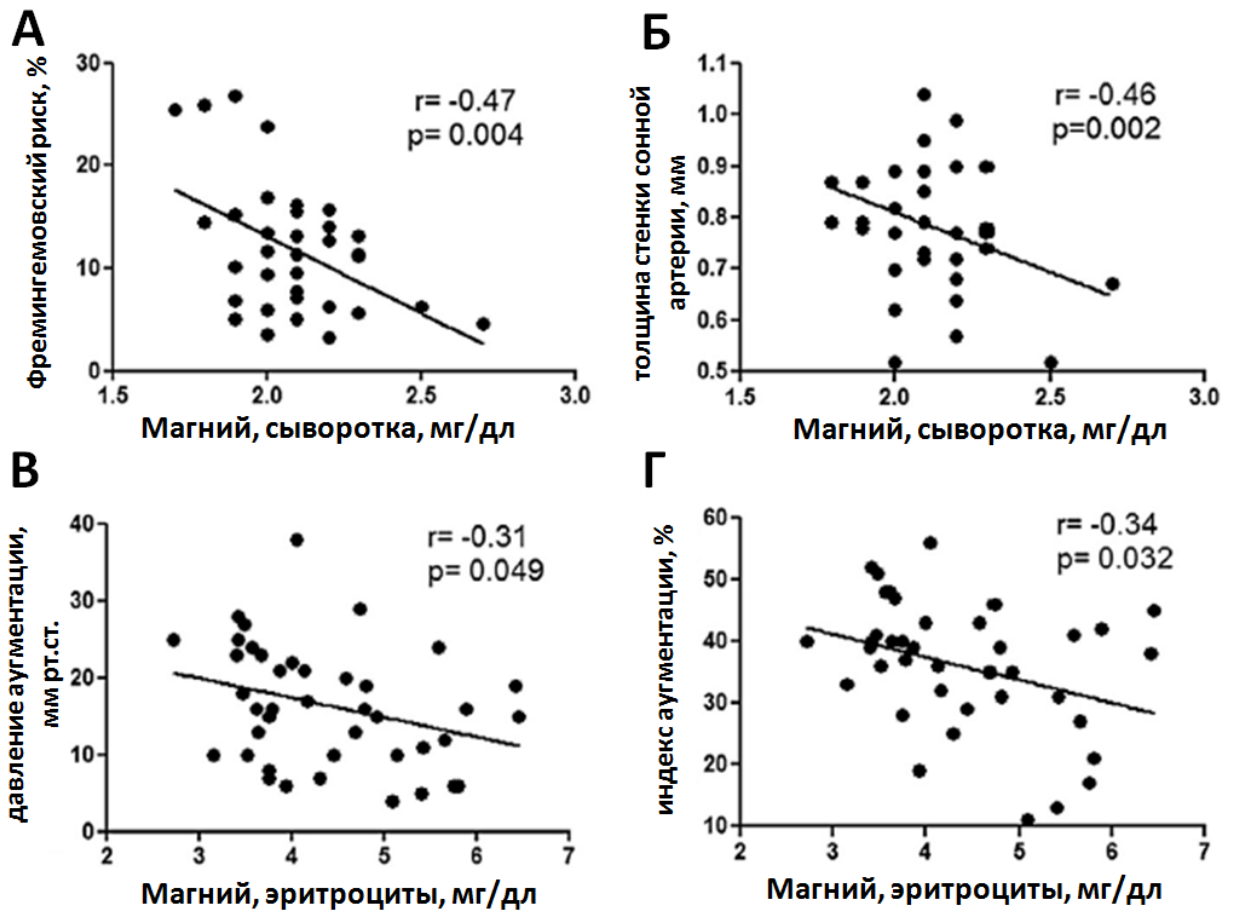 А
Фремингемовский риск, %
30
20
10
0
r= -0.47
p= 0.004
1.5 2.0 2.5 3.0
Магний, сыворотка, мг/дл
Б
толщина стенки сонной
артерии, мм
1.1
1.0
0.9
0.8
0.7
0.6
0.5
r= -0.46
p=0.002
1.5 2.0 2.5 3.0
Магний, сыворотка, мг/дл
В
давление аугментации,
мм рт.ст.
40
30
20
10
0
r= -0.31
p= 0.049
2 3 4 5 6 7
Магний, эритроциты, мг/дл
Г
индекс аугментации, %
60
50
40
30
20
10
r= -0.34
p= 0.032
2 3 4 5 6 7
Магний, эритроциты, мг/дл